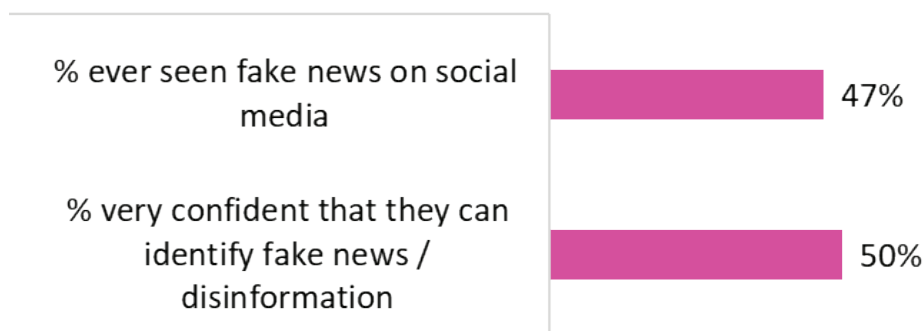 % ever seen fake news on social
media
47%
% very confident that they can
identify fake news /
disinformation
50%